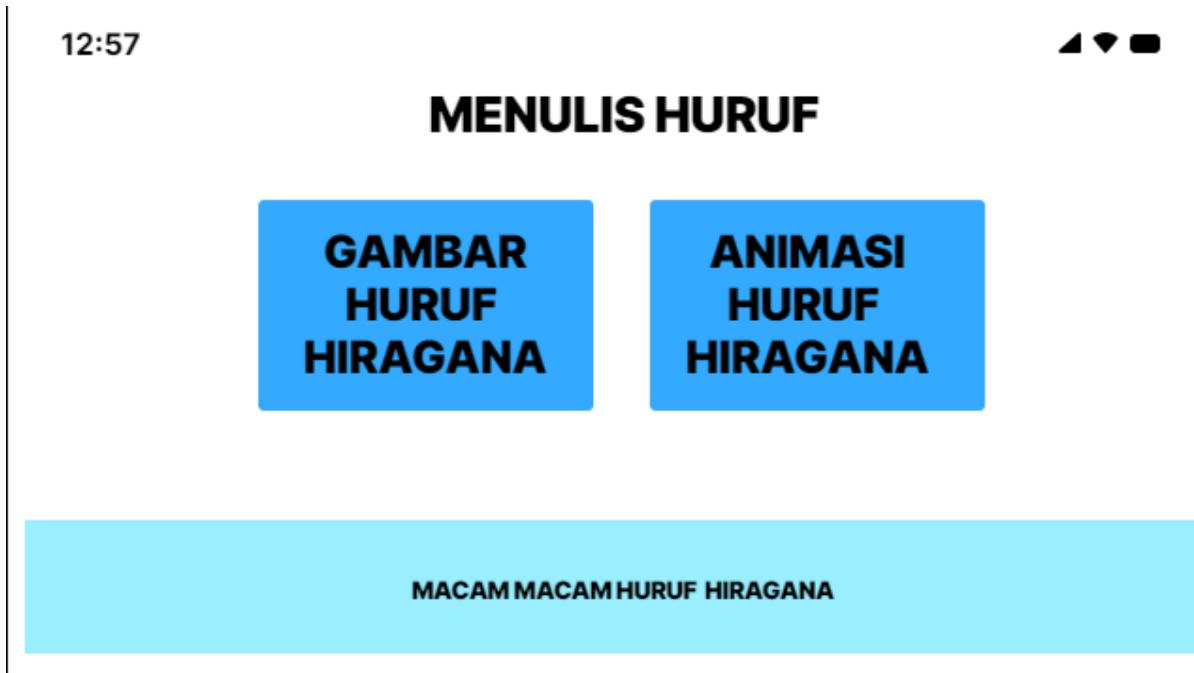 12:57
MENULIS HURUF
GAMBAR
HURUF
HIRAGANA
ANIMASI
HURUF
HIRAGANA
MACAM MACAM HURUF HIRAGANA